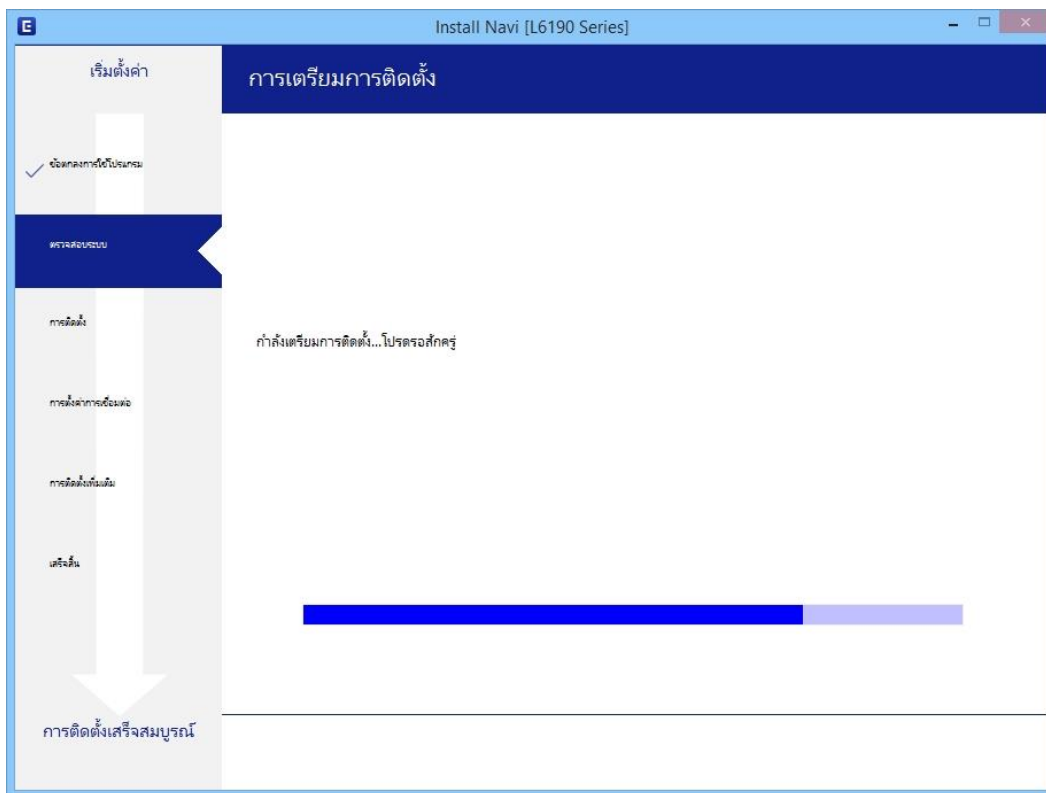 E
Install Navi [L6190 Series]
เริ่มตั้งค่า
การเตรียมการติดตั้ง
ข้อตกลงการใช้โปรแกรม
ตรวจสอบระบบ
การติดตั้ง
กำลังเตรียมการติดตั้ง...โปรดรอสักครู่
การตั้งค่าการเชื่อมต่อ
การติดตั้งเพิ่มเติม
เสร็จสิ้น
การติดตั้งเสร็จสมบูรณ์